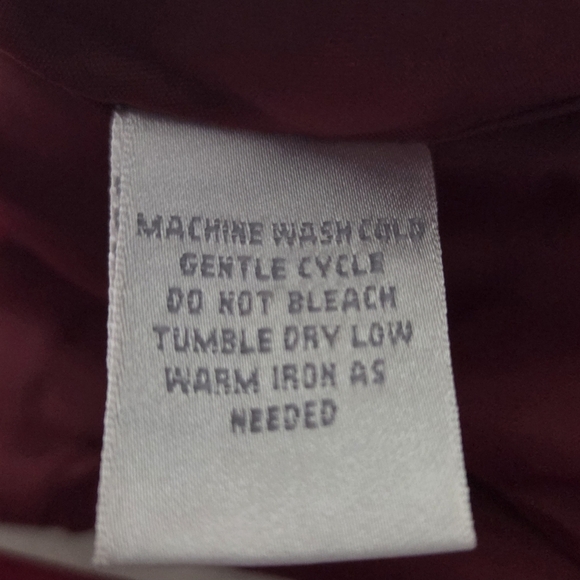 MACHINE WASH COLD
GENTLE CYCLE
DO NOT BLEACH
TUMBLE DRY LOW
WARM IRON AS
NEEDED